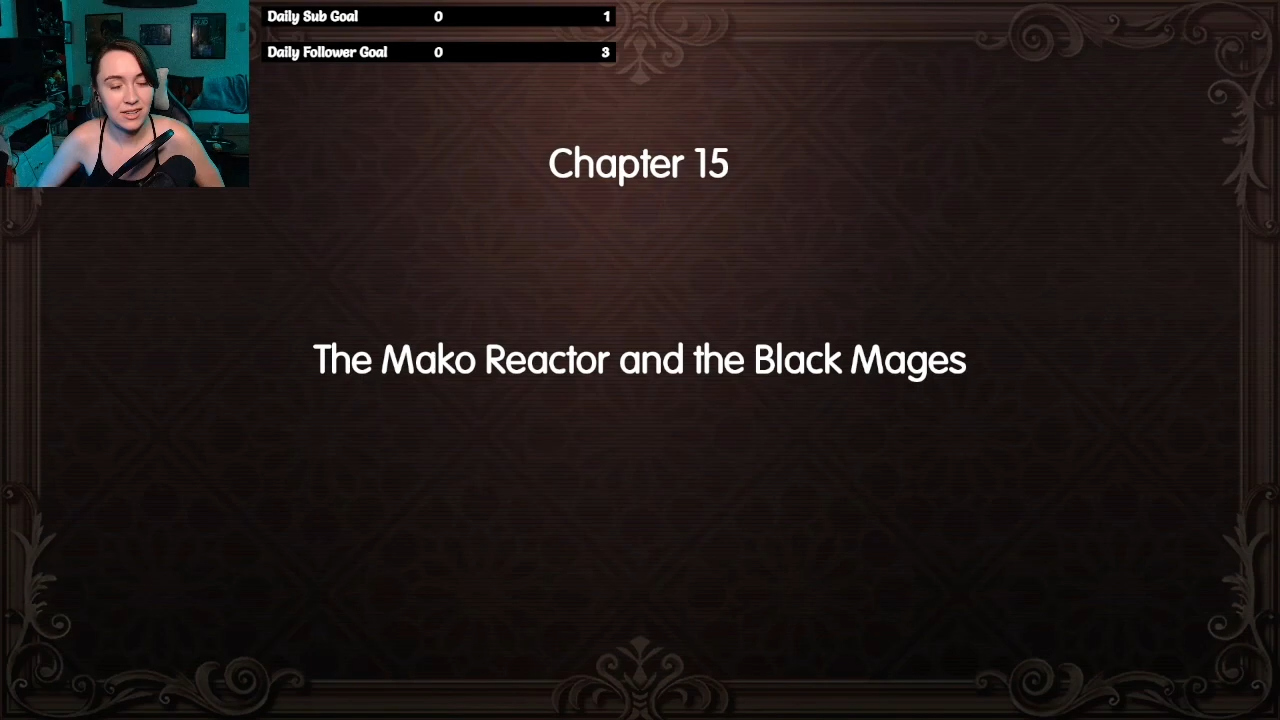 Daily Sub Goal 0 1
Daily Follower Goal 0 3
Chapter 15
The Mako Reactor and the Black Mages